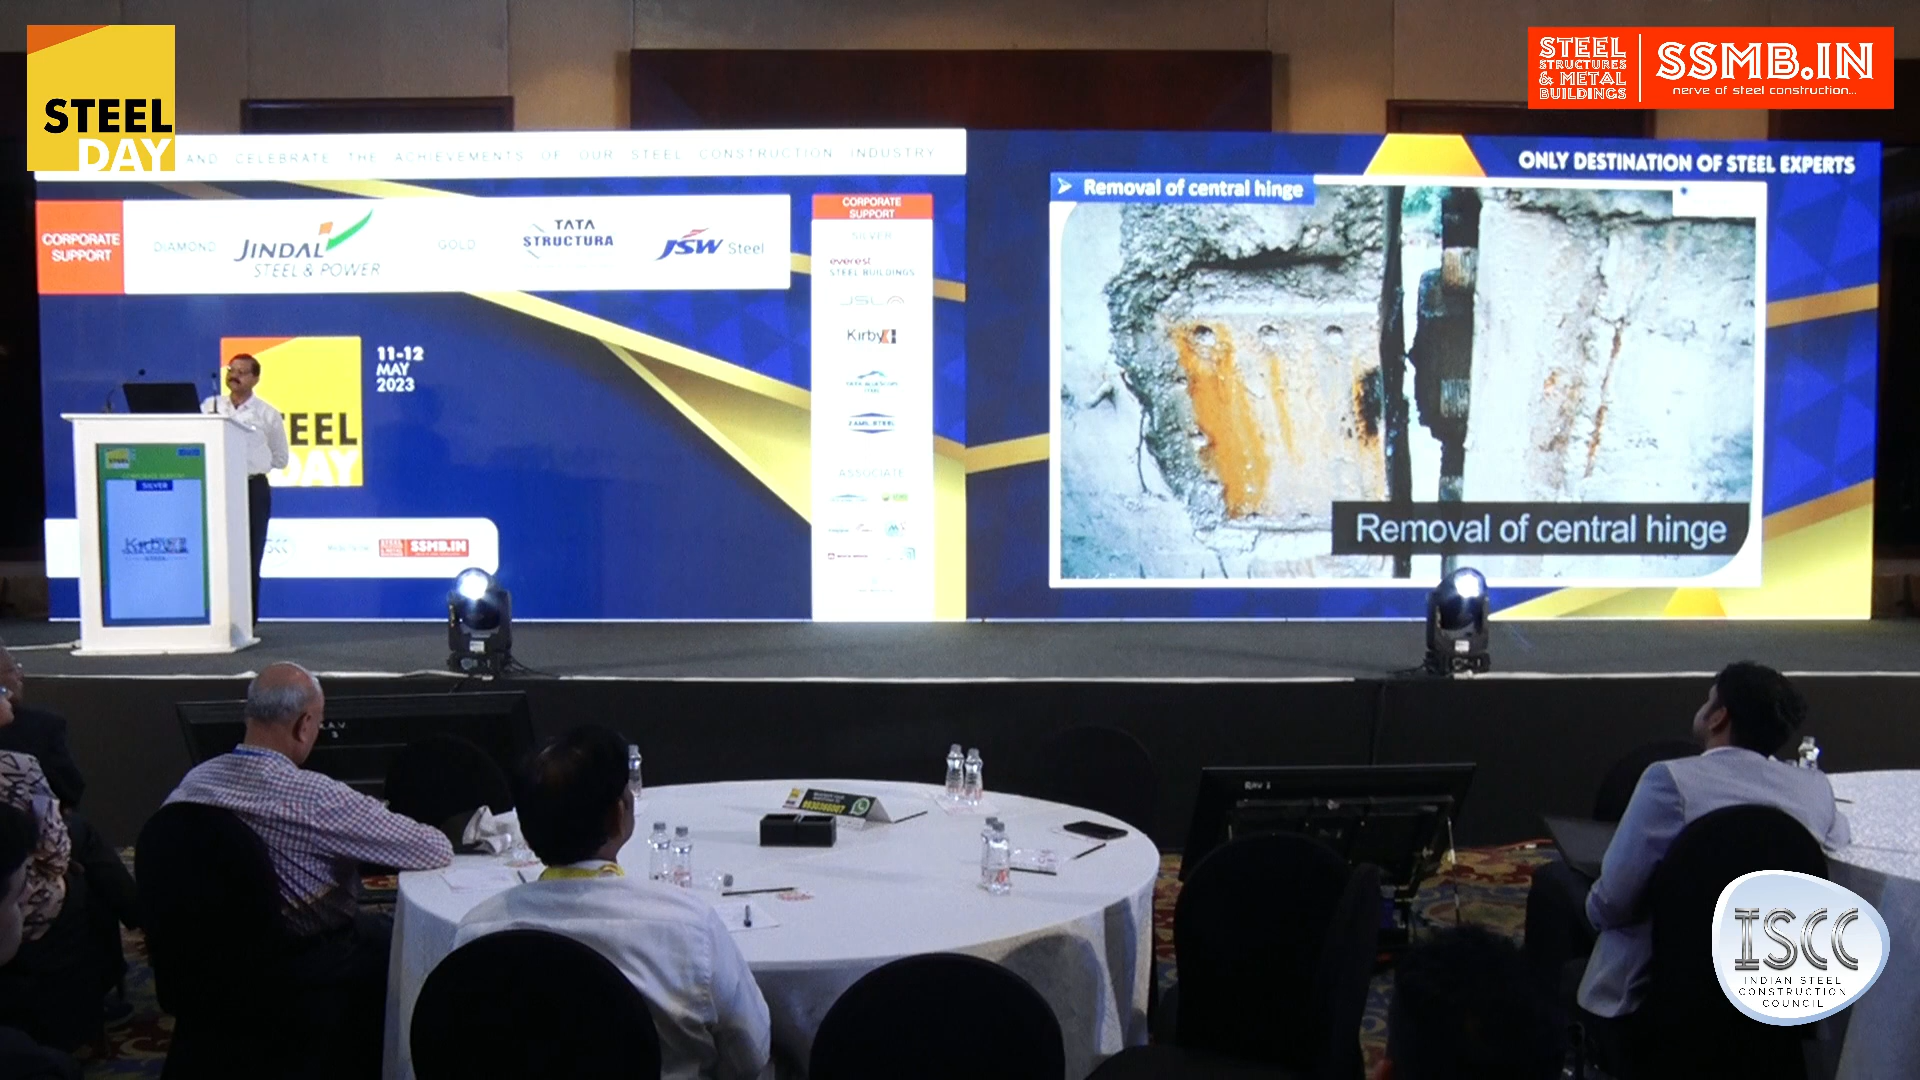 STEEL
DAY
STEEL
STRUCTURES
& METAL
BUILDINGS
SSMB.IN
nerve of steel construction...
AND CELEBRATE THE ACHIEVEMENTS OF OUR STEEL CONSTRUCTION INDUSTRY
ONLY DESTINATION OF STEEL EXPERTS
CORPORATE
SUPPORT
DIAMOND
JINDAL
STEEL & POWER
GOLD
TATA
STRUCTURA
JSW Steel
CORPORATE
SUPPORT
SILVER
everest
STEEL BUILDINGS
Kirby
ASSOCIATE
Removal of central hinge
Removal of central hinge
11-12
MAY
2023
EEL
DAY
SILVER
Kirby
SSMB.IN
ISCC
INDIAN STEEL
CONSTRUCTION
COUNCIL